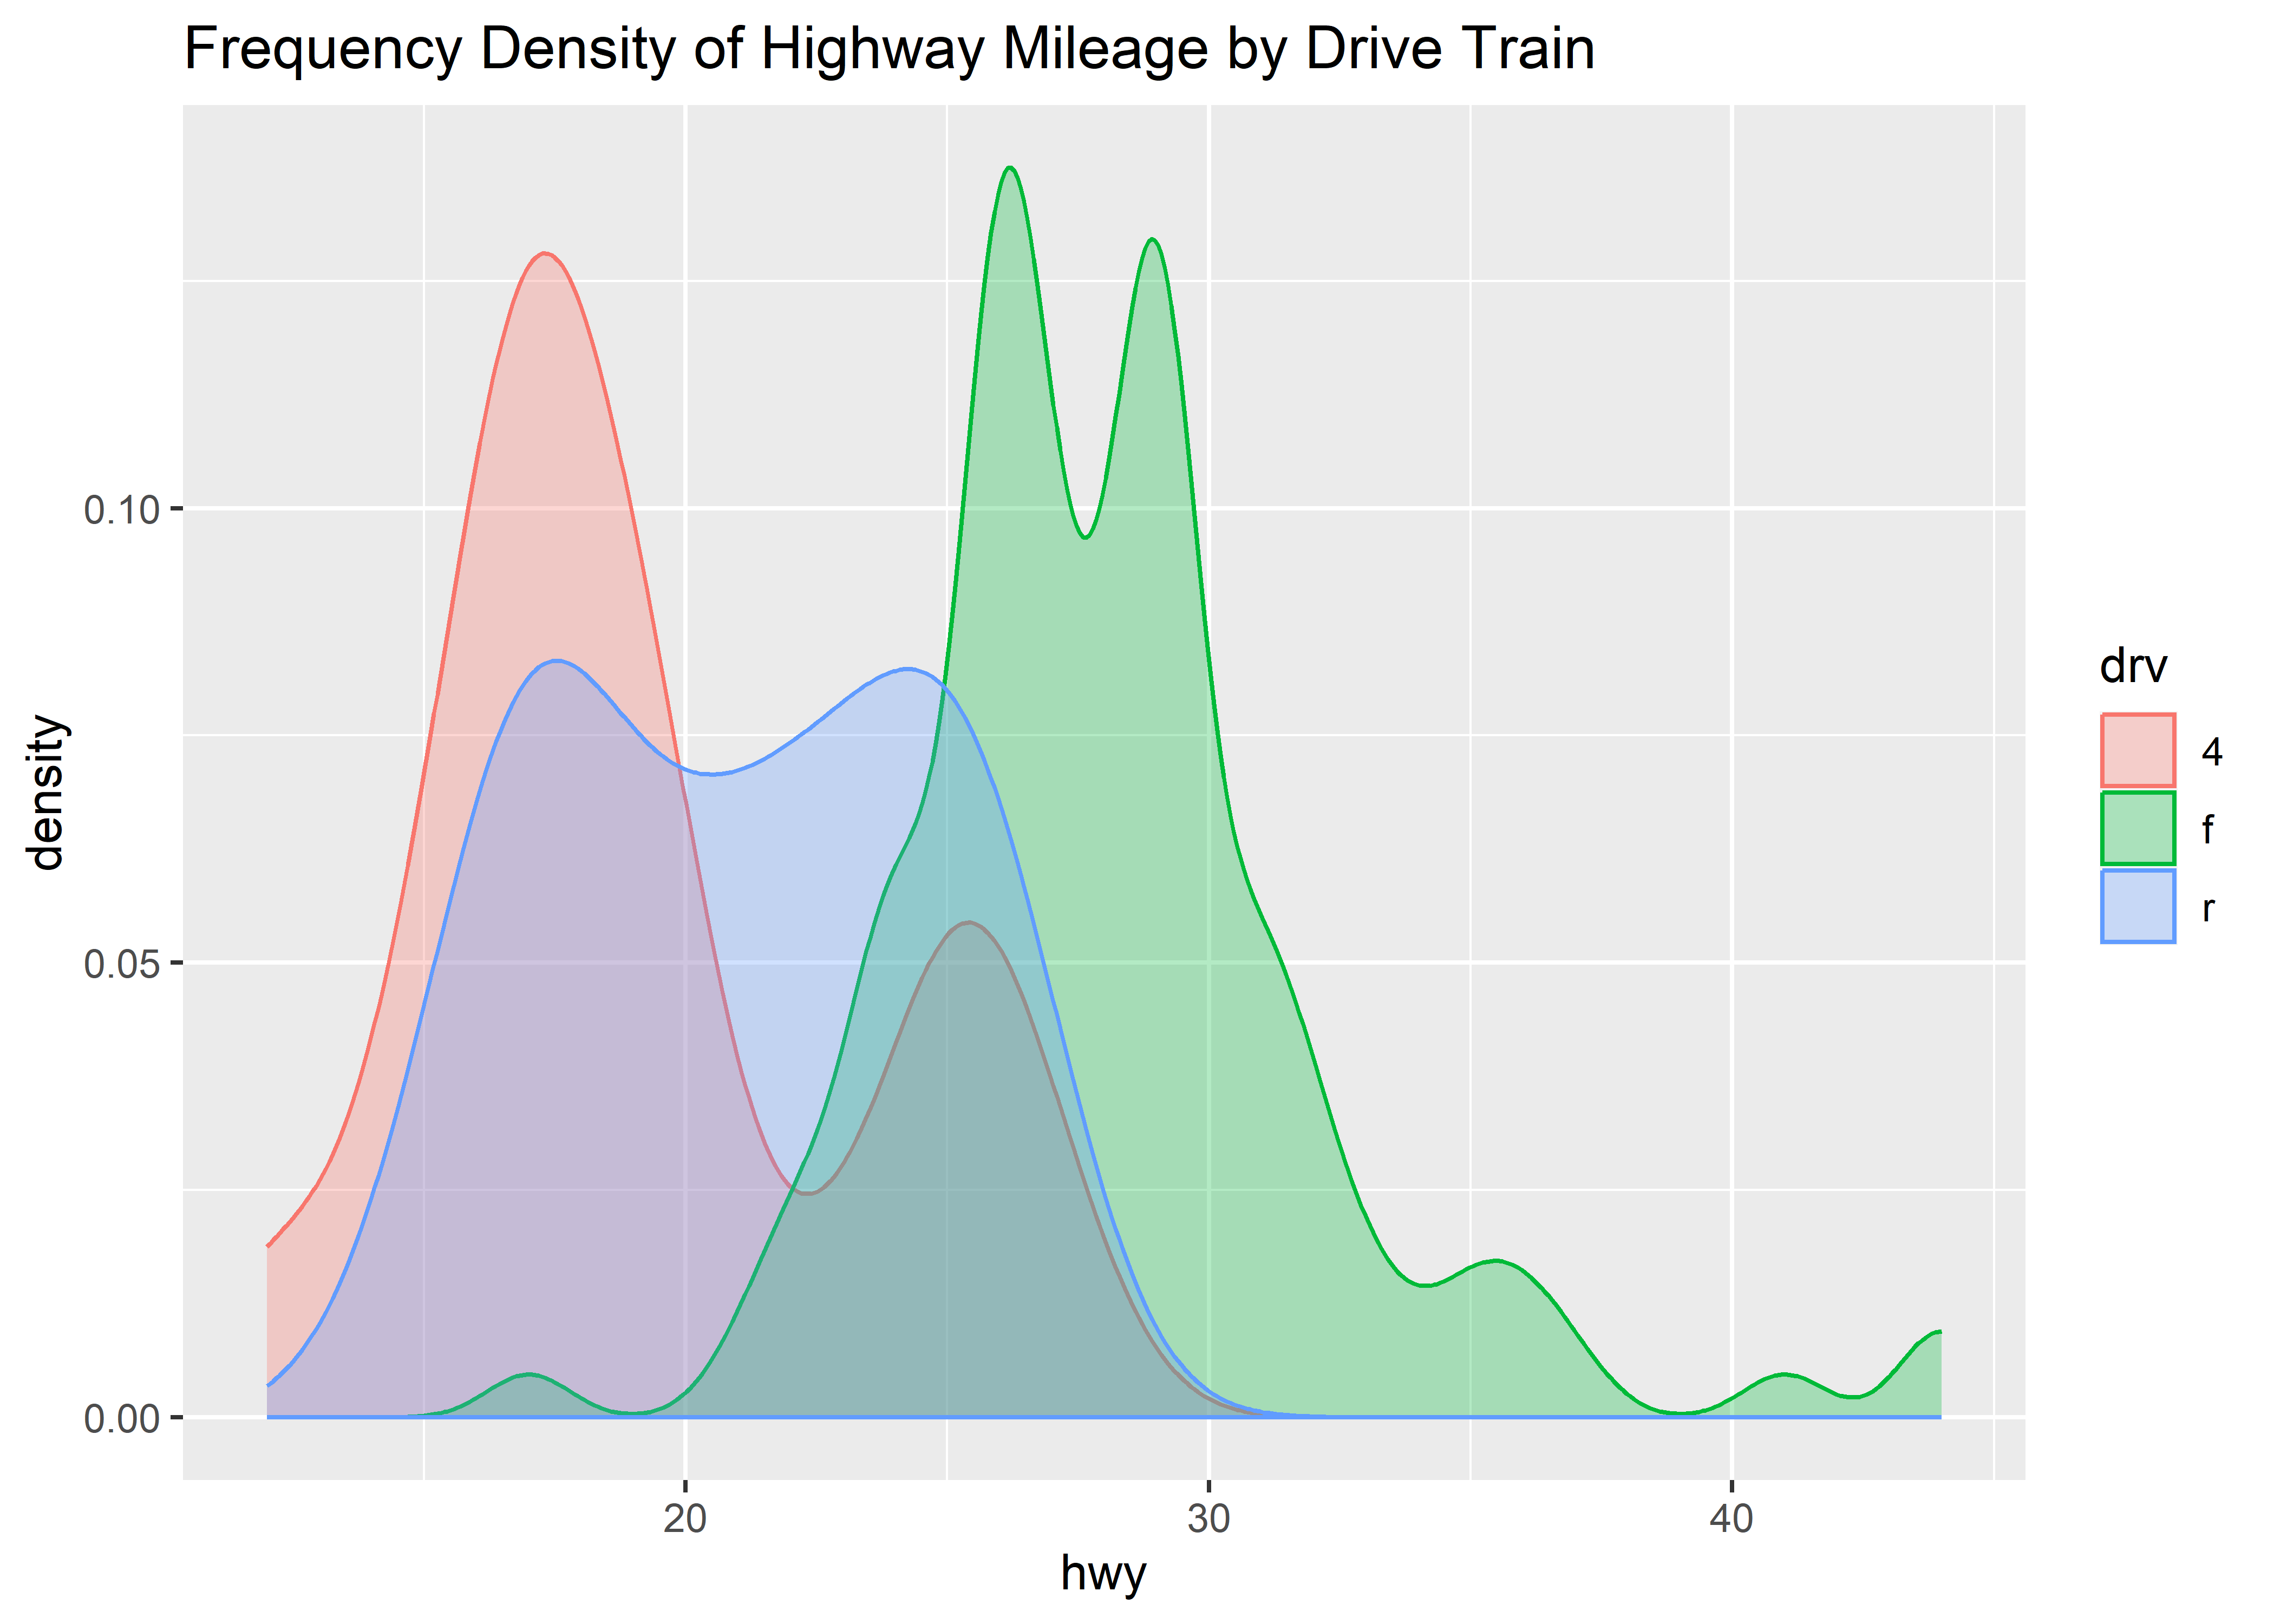 Frequency Density of Highway Mileage by Drive Train
density
0.10
0.05
0.00
20
30
40
hwy
drv
4
f
r